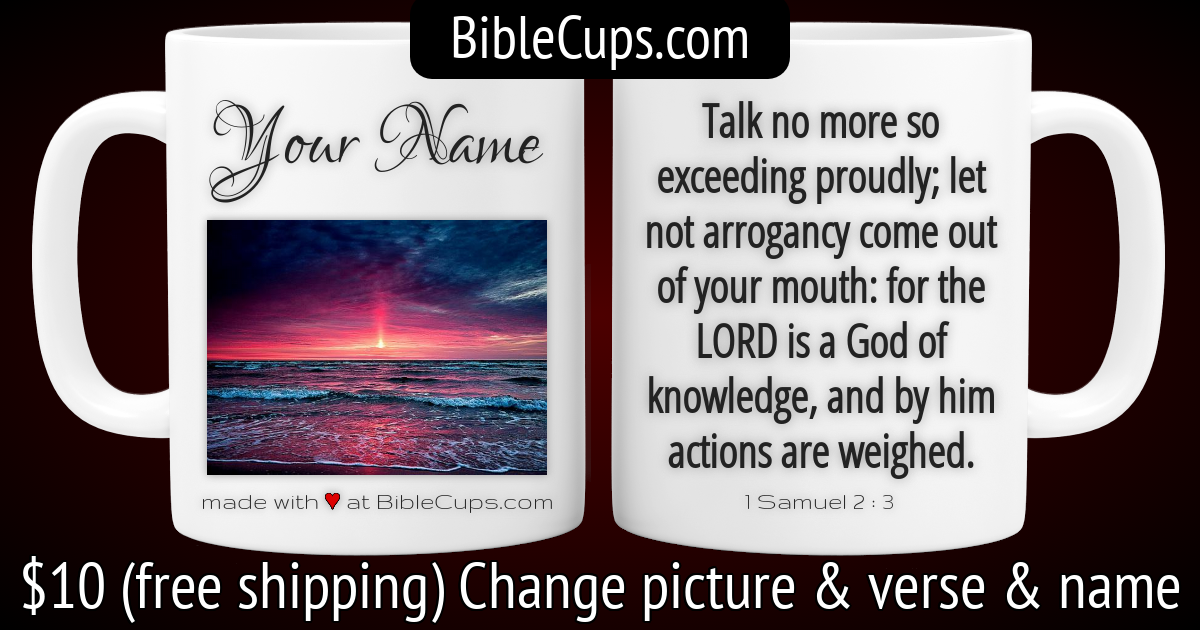 BibleCups.com
Your Name
made with ♥ at BibleCups.com
Talk no more so
exceeding proudly; let
not arrogancy come out
of your mouth: for the
LORD is a God of
knowledge, and by him
actions are weighed.
1 Samuel 2 : 3
$10 (free shipping) Change picture & verse & name